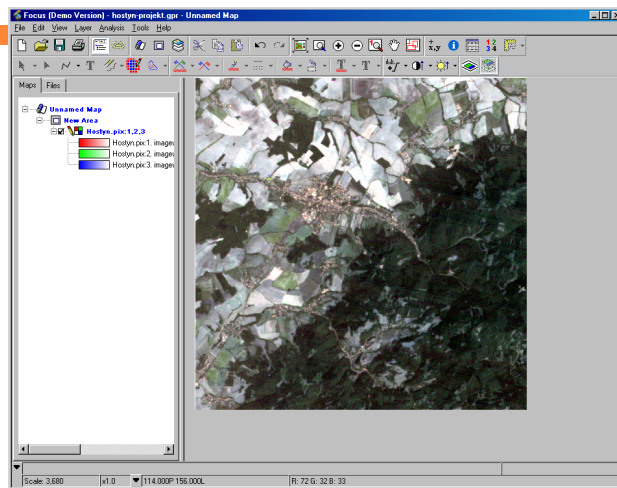 Focus (Demo Version) - hostyn-projekt.gpr - Unnamed Map
File Edit View Layer Analysis Tools Help
Maps Files
Unnamed Map
New Area
Hostyn.pix:1,2,3
Hostyn.pix:1. image
Hostyn.pix:2. image
Hostyn.pix:3. image
Scale: 3,680 x1.0 114.000P 156.000L R: 72 G: 32 B: 33